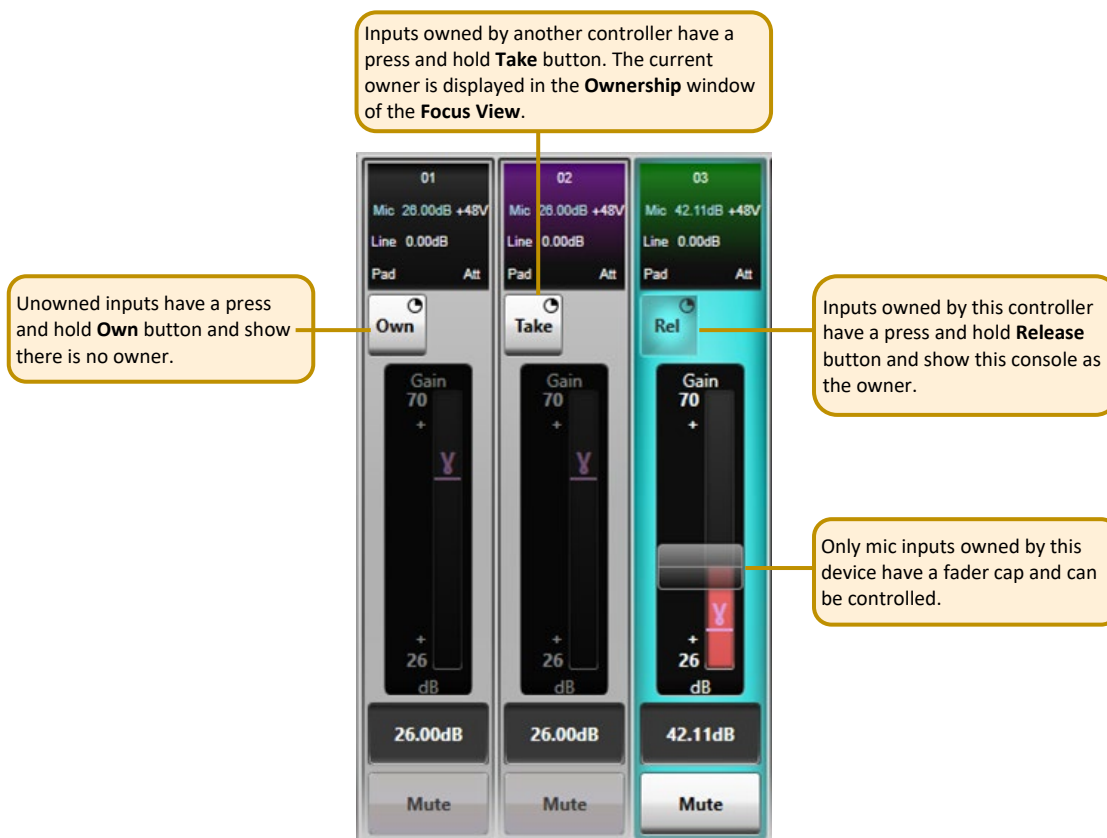 Inputs owned by another controller have a
press and hold Take button. The current
owner is displayed in the Ownership window
of the Focus View.
Unowned inputs have a press
and hold Own button and show
there is no owner.
01
Mic 26.00dB +48V
Line 0.00dB
Pad Att
Own
Gain
70
+
+
26
dB
26.00dB
Mute
02
Mic 26.00dB +48V
Line 0.00dB
Pad Att
Take
Gain
70
+
+
26
dB
26.00dB
Mute
03
Mic 42.11dB +48V
Line 0.00dB
Pad Att
Rel
Gain
70
+
+
26
dB
42.11dB
Mute
Inputs owned by this controller
have a press and hold Release
button and show this console as
the owner.
Only mic inputs owned by this
device have a fader cap and can
be controlled.